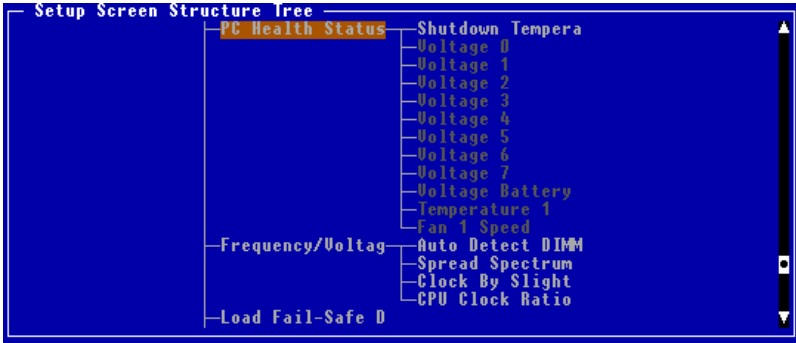 Setup Screen Structure Tree
PC Health Status Shutdown Tempera
Voltage 0
Voltage 1
Voltage 2
Voltage 3
Voltage 4
Voltage 5
Voltage 6
Voltage 7
Voltage Battery
Temperature 1
Fan 1 Speed
Frequency/Voltag Auto Detect DIMM
Spread Spectrum
Clock By Slight
CPU Clock Ratio
Load Fail-Safe D